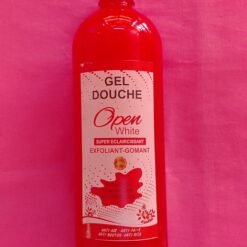 GEL
DOUCHE
Open
White
SUPER ECLAIRCISSANT
EXFOLIANT-GOMANT